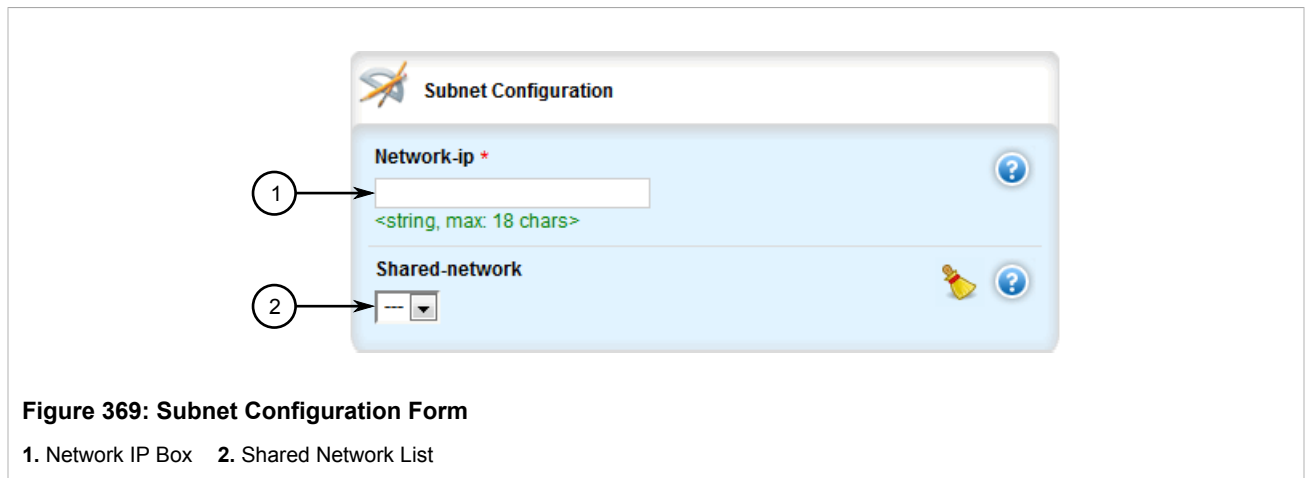 Subnet Configuration
Network-ip *
1
<string, max: 18 chars>
Shared-network
2
---
Figure 369: Subnet Configuration Form
1. Network IP Box 2. Shared Network List